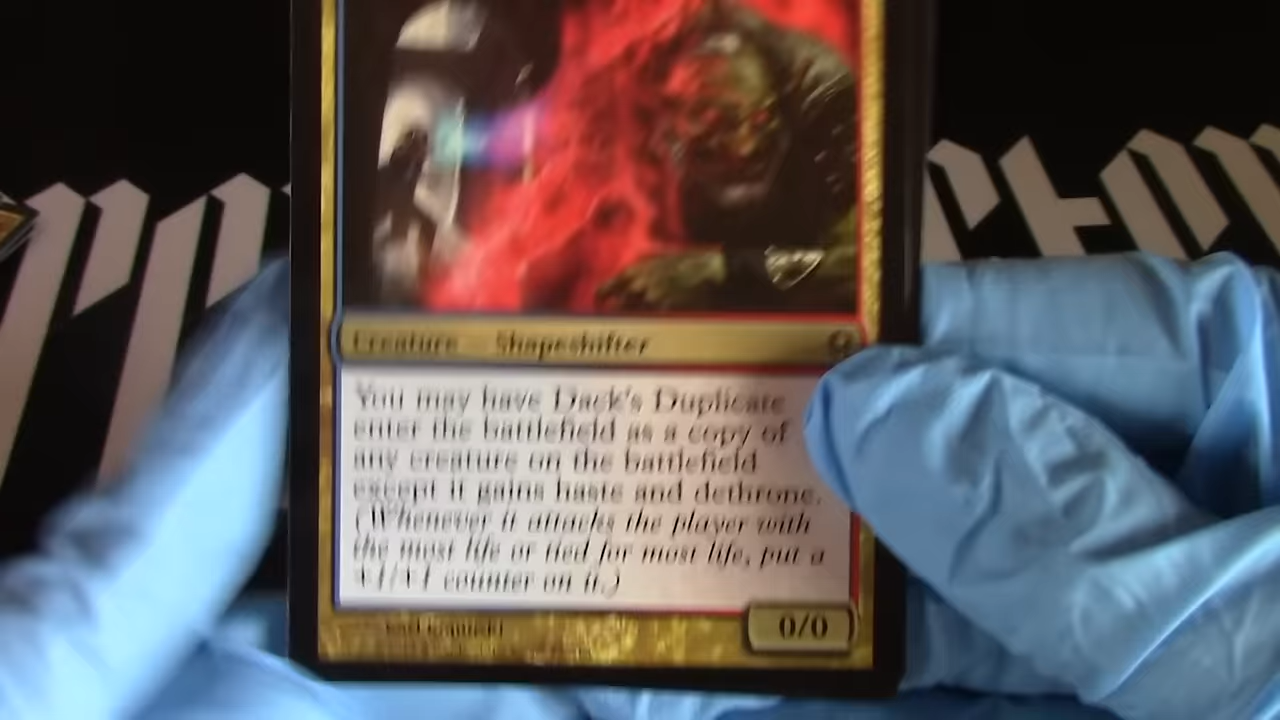 Creature Shapeshifter
You may have Dack's Duplicate
enter the battlefield as a copy of
any creature on the battlefield
except it gains haste and dethrone.
(Whenever it attacks the player with
the most life or tied for most life, put a
+1/+1 counter on it.)
0/0